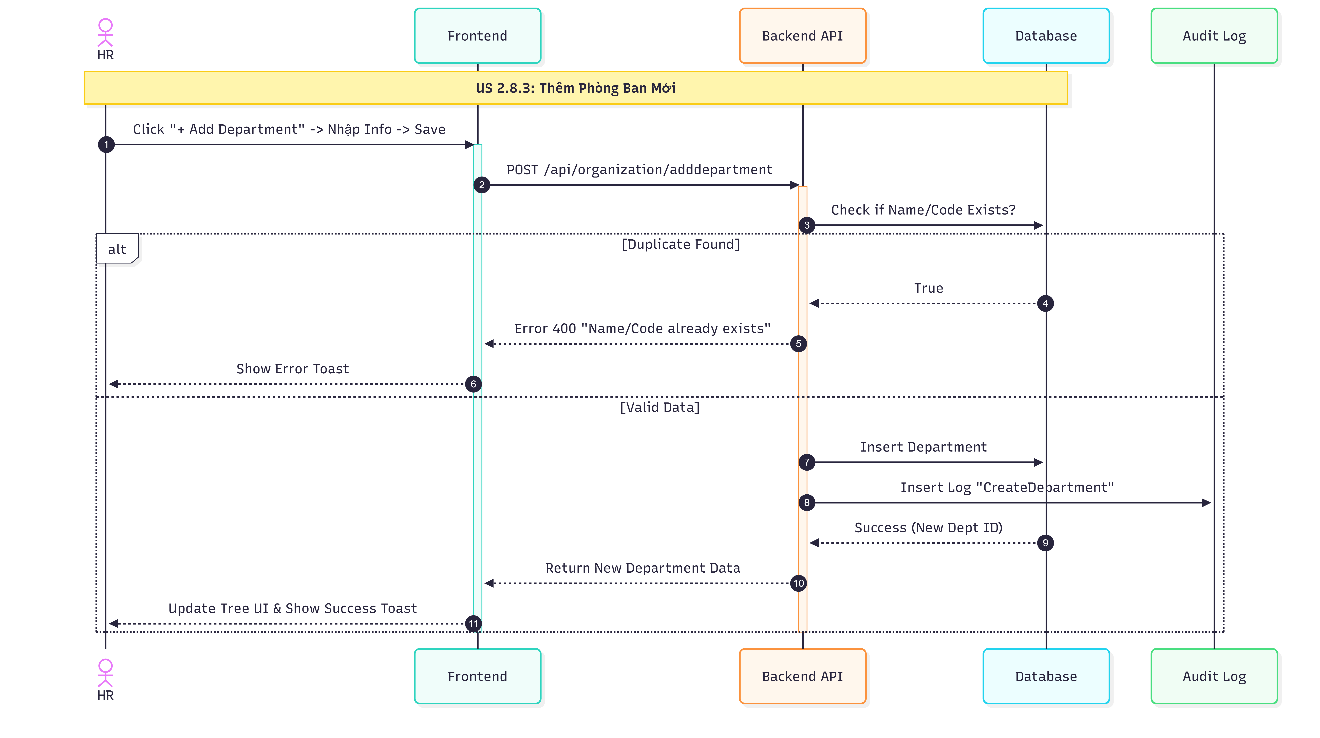 HR
Frontend
Backend API
Database
Audit Log
US 2.8.3: Thêm Phòng Ban Mới
Click "+ Add Department" -> Nhập Info -> Save
1
POST /api/organization/adddepartment
2
Check if Name/Code Exists?
3
alt
[Duplicate Found]
True
4
Error 400 "Name/Code already exists"
5
Show Error Toast
6
[Valid Data]
Insert Department
7
Insert Log "CreateDepartment"
8
Success (New Dept ID)
9
Return New Department Data
10
Update Tree UI & Show Success Toast
11
HR
Frontend
Backend API
Database
Audit Log